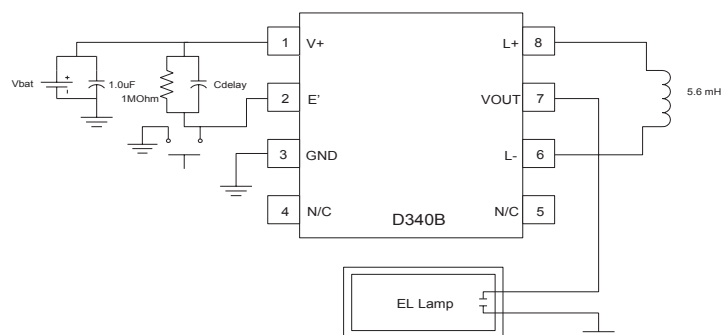 1 V+ L+ 8
Vbat + - 1.0uF 1MOhm Cdelay
2 E' VOUT 7
5.6 mH
3 GND L- 6
4 N/C N/C 5
D340B
EL Lamp